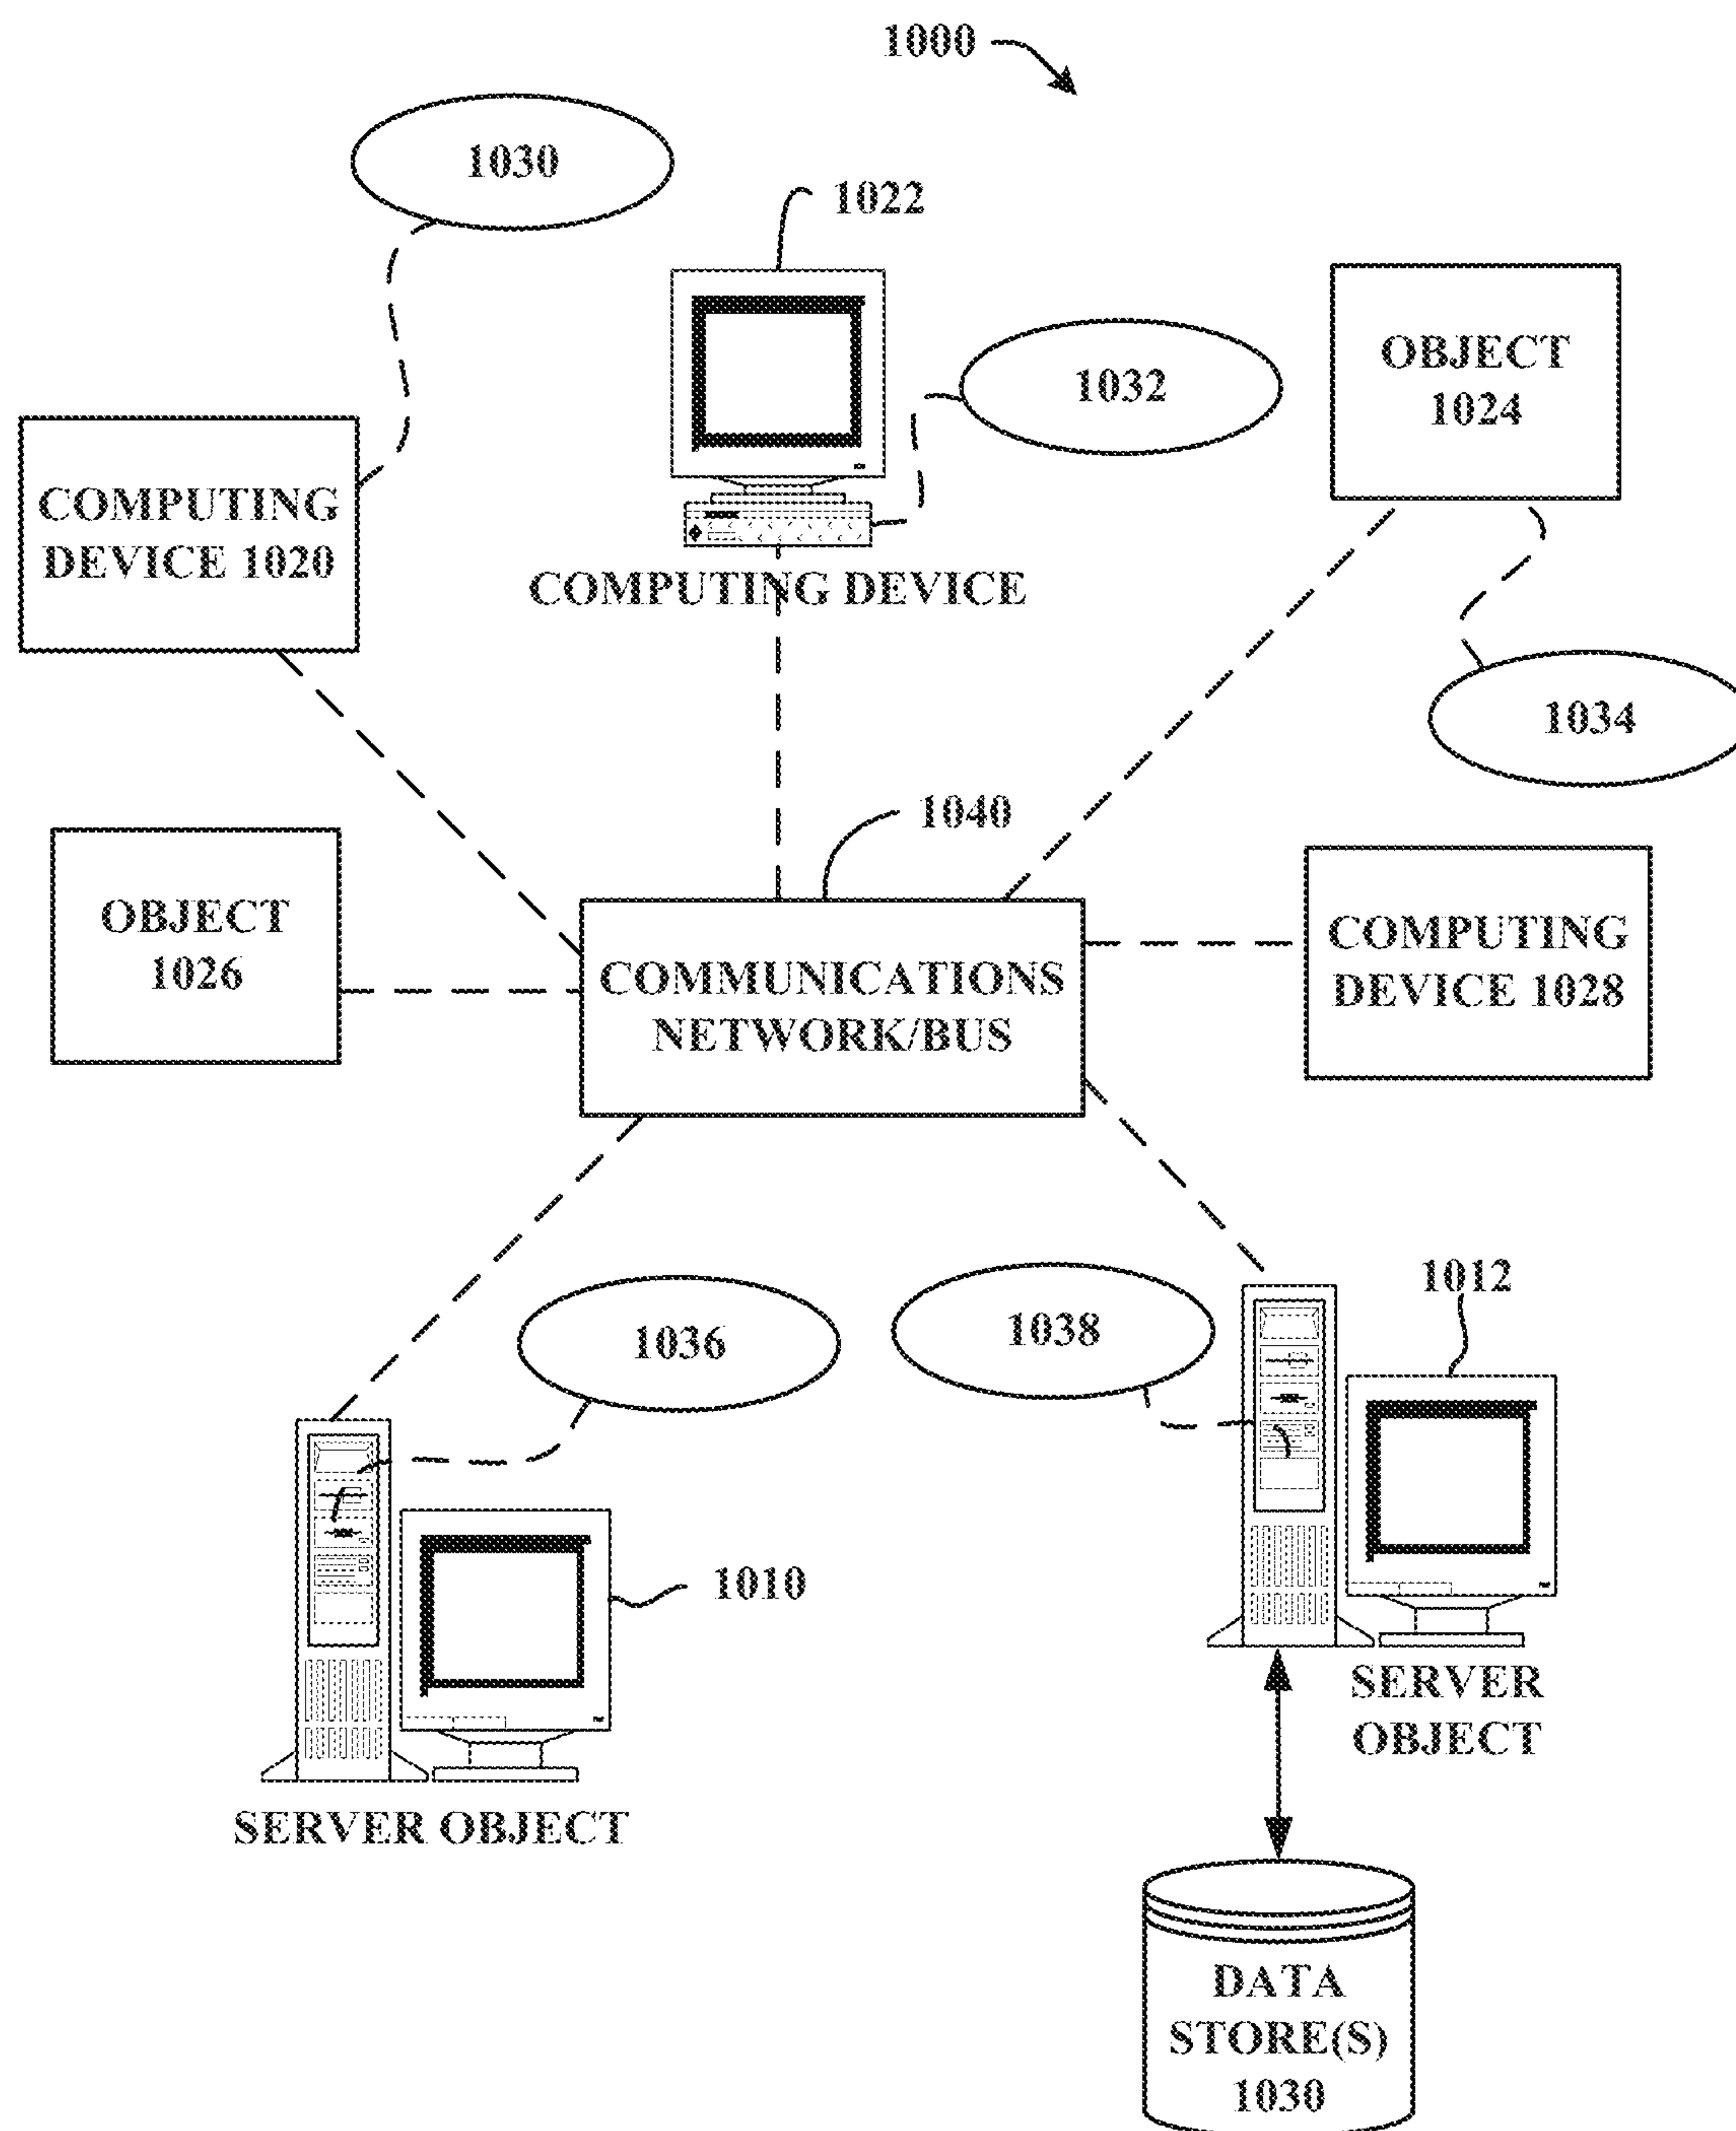 1000
1030
1022
OBJECT
1024
1032
COMPUTING
DEVICE 1020
COMPUTING DEVICE
1034
1040
OBJECT
1026
COMMUNICATIONS
NETWORK/BUS
COMPUTING
DEVICE 1028
1036
1038
1012
1010
SERVER OBJECT
SERVER
OBJECT
DATA
STORE(S)
1030